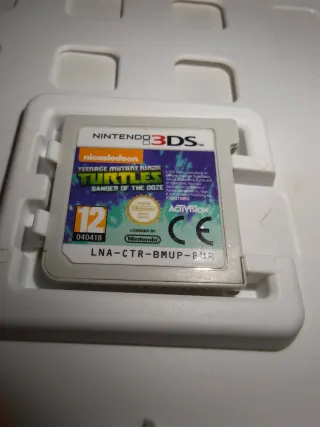 NINTENDO 3DS
nickelodeon
TEENAGE MUTANT NINJA
TURTLES
DANGER OF THE OOZE
12
040418
ACTIVISION
CE
LICENSED BY
Nintendo
LNA-CTR-BMUP-EUR